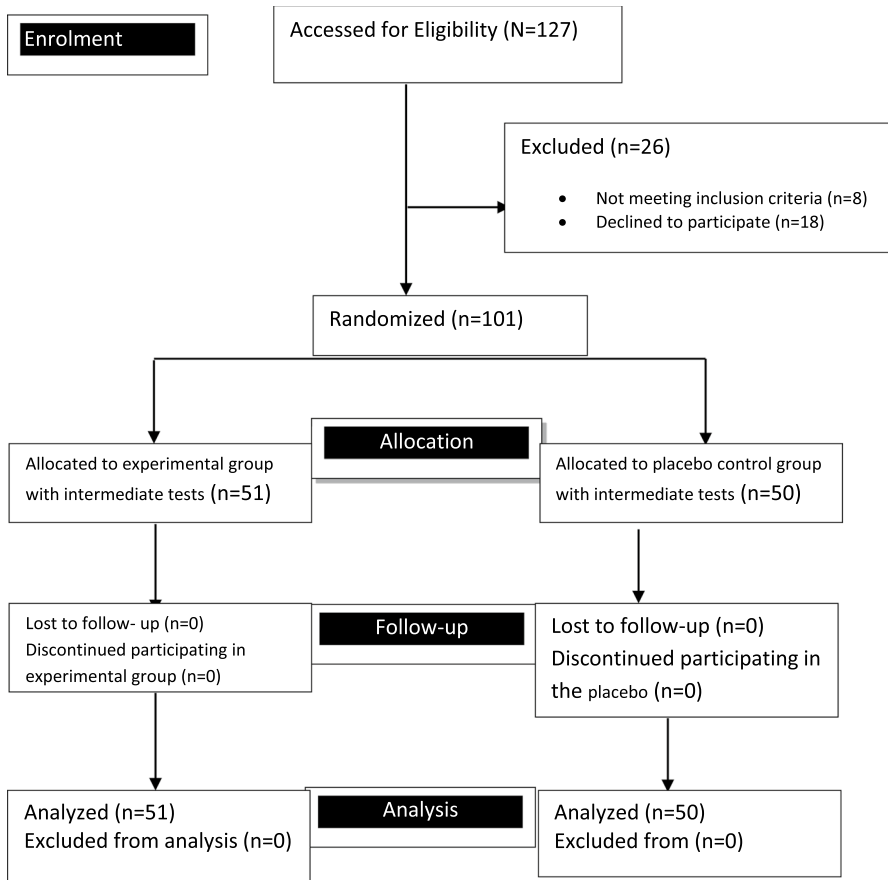 Enrolment
Accessed for Eligibility (N=127)
Excluded (n=26)
• Not meeting inclusion criteria (n=8)
• Declined to participate (n=18)
Randomized (n=101)
Allocation
Allocated to experimental group
with intermediate tests (n=51)
Allocated to placebo control group
with intermediate tests (n=50)
Follow-up
Lost to follow- up (n=0)
Discontinued participating in
experimental group (n=0)
Lost to follow-up (n=0)
Discontinued participating in
the placebo (n=0)
Analysis
Analyzed (n=51)
Excluded from analysis (n=0)
Analyzed (n=50)
Excluded from (n=0)